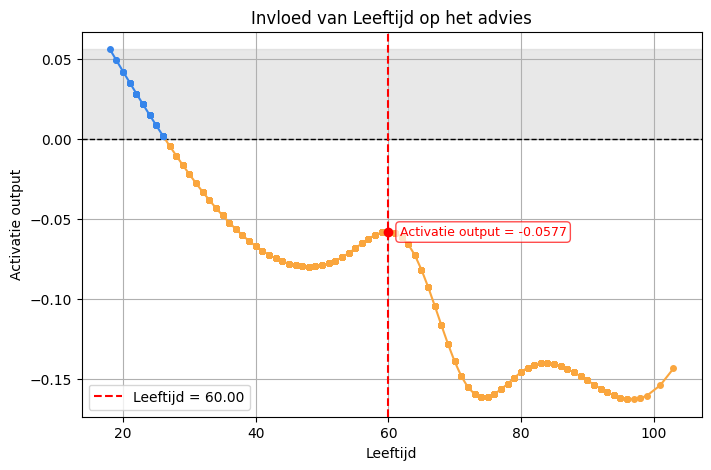 Invloed van Leeftijd op het advies
Activatie output
0.05
0.00
−0.05
−0.10
−0.15
Activatie output = -0.0577
Leeftijd = 60.00
20
40
60
80
100
Leeftijd